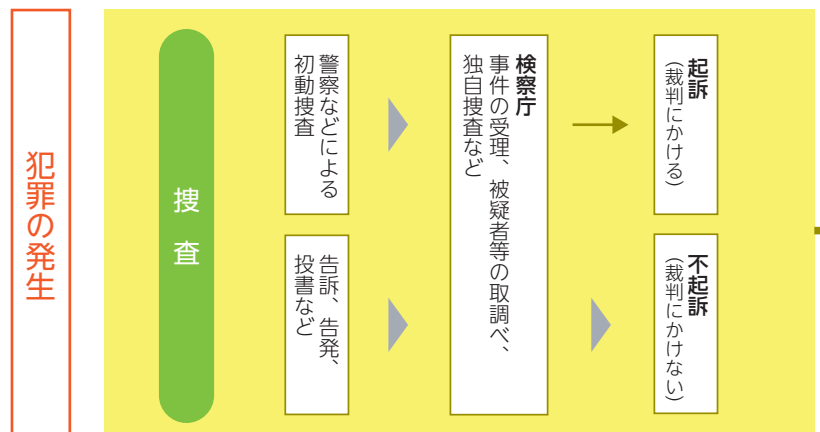 犯罪の発生
捜査
警察などによる
初動捜査
告訴、告発、
投書など
検察庁
事件の受理、被疑者等の取調べ、
独自捜査など
起訴
(裁判にかける)
不起訴
(裁判にかけない)